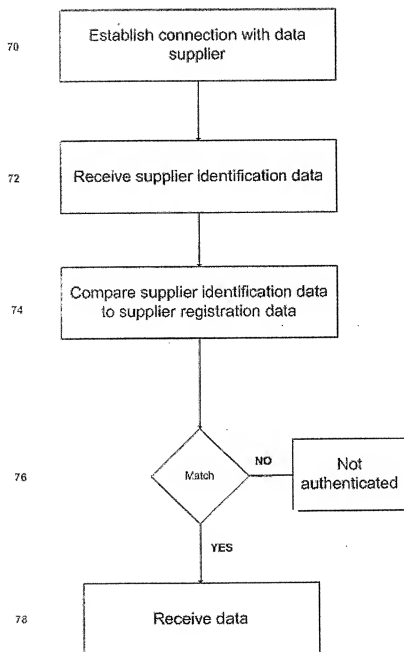 70
Establish connection with data
supplier
72
Receive supplier identification data
74
Compare supplier identification data
to supplier registration data
76
Match
NO
Not
authenticated
YES
78
Receive data